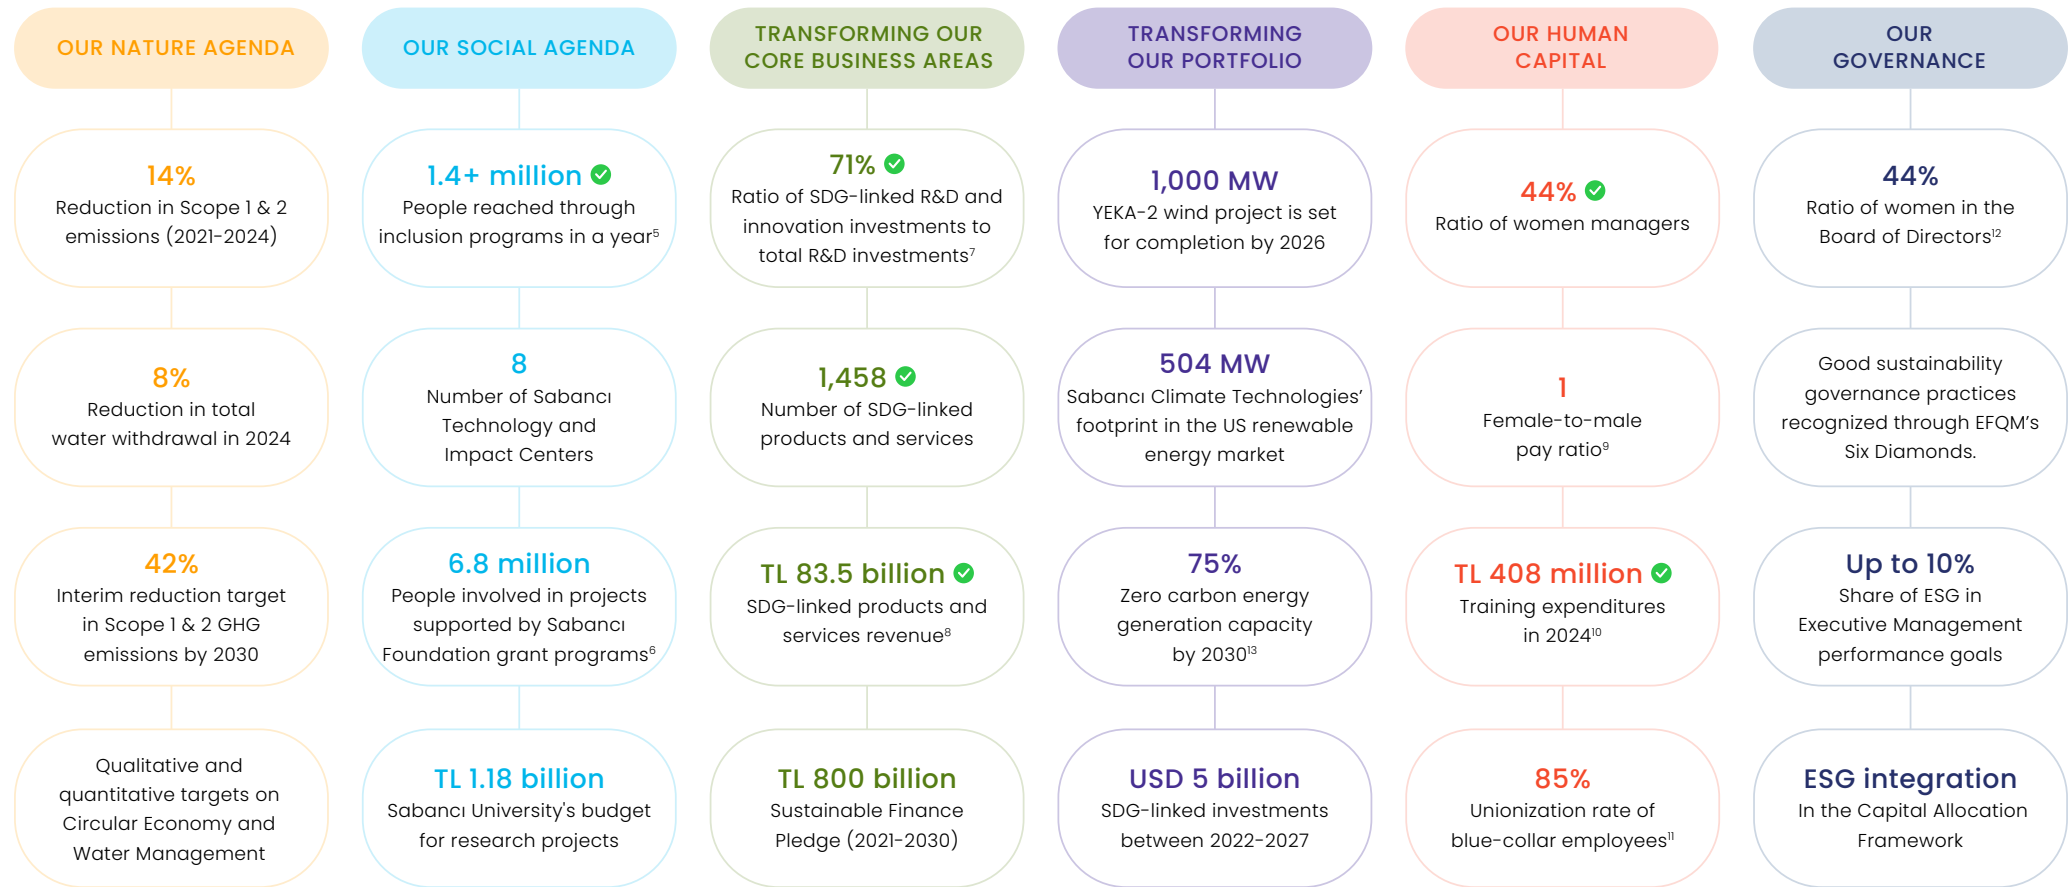 OUR NATURE AGENDA
14%
Reduction in Scope 1 & 2
emissions (2021-2024)
8%
Reduction in total
water withdrawal in 2024
42%
Interim reduction target
in Scope 1 & 2 GHG
emissions by 2030
Qualitative and
quantitative targets on
Circular Economy and
Water Management
OUR SOCIAL AGENDA
1.4+ million
People reached through
inclusion programs in a year⁵
8
Number of Sabancı
Technology and
Impact Centers
6.8 million
People involved in projects
supported by Sabancı
Foundation grant programs⁶
TL 1.18 billion
Sabancı University's budget
for research projects
TRANSFORMING OUR
CORE BUSINESS AREAS
71%
Ratio of SDG-linked R&D and
innovation investments to
total R&D investments⁷
1,458
Number of SDG-linked
products and services
TL 83.5 billion
SDG-linked products and
services revenue⁸
TL 800 billion
Sustainable Finance
Pledge (2021-2030)
TRANSFORMING
OUR PORTFOLIO
1,000 MW
YEKA-2 wind project is set
for completion by 2026
504 MW
Sabancı Climate Technologies’
footprint in the US renewable
energy market
75%
Zero carbon energy
generation capacity
by 2030¹³
USD 5 billion
SDG-linked investments
between 2022-2027
OUR HUMAN
CAPITAL
44%
Ratio of women managers
1
Female-to-male
pay ratio⁹
TL 408 million
Training expenditures
in 2024¹⁰
85%
Unionization rate of
blue-collar employees¹¹
OUR
GOVERNANCE
44%
Ratio of women in the
Board of Directors¹²
Good sustainability
governance practices
recognized through EFQM’s
Six Diamonds.
Up to 10%
Share of ESG in
Executive Management
performance goals
ESG integration
In the Capital Allocation
Framework